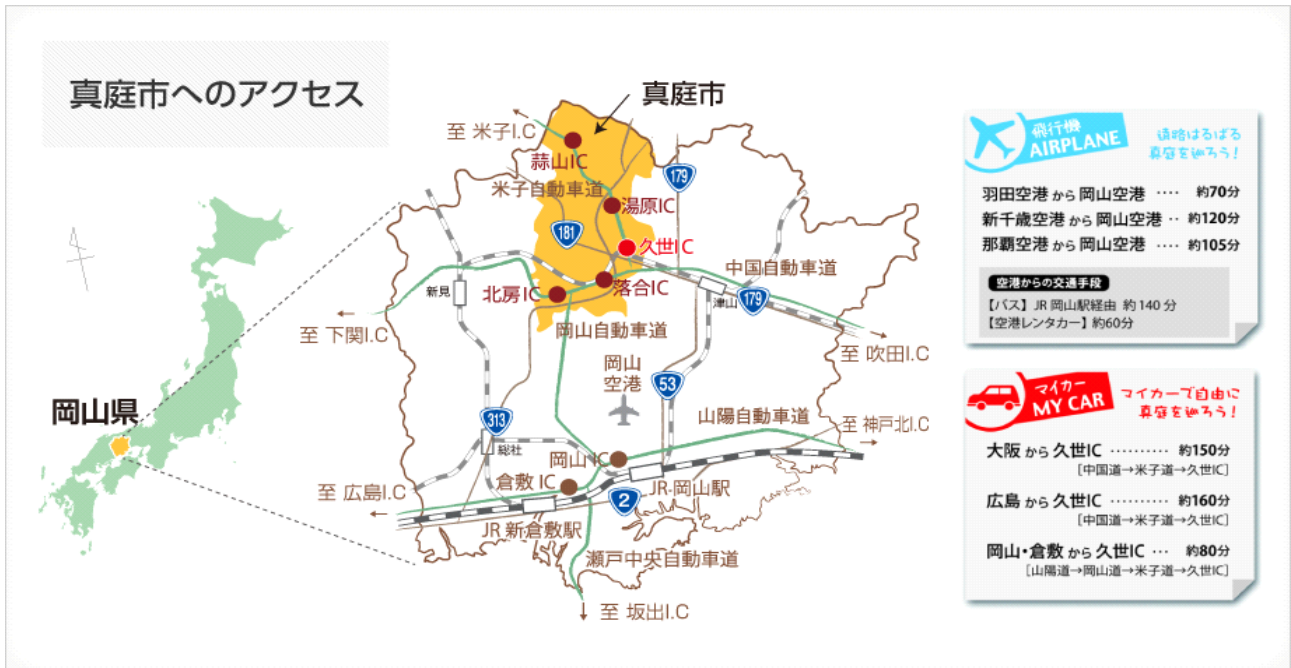 真庭市へのアクセス
真庭市
至 米子I.C
蒜山IC
米子自動車道
179
湯原IC
181
久世IC
中国自動車道
新見
北房IC
落合IC
津山
179
至 下関I.C
岡山自動車道
至 吹田I.C
岡山
空港
53
岡山県
313
山陽自動車道
至 神戸北I.C
総社
岡山IC
倉敷 IC
至 広島I.C
JR 岡山駅
2
JR 新倉敷駅
瀬戸中央自動車道
至 坂出I.C
飛行機
AIRPLANE
遠路はるばる
真庭を巡ろう！
羽田空港 から 岡山空港 ････ 約70分
新千歳空港 から 岡山空港 ･･ 約120分
那覇空港 から 岡山空港 ･･･ 約105分
空港からの交通手段
【バス】 JR 岡山駅経由 約 140 分
【空港レンタカー】 約60分
マイカー
MY CAR
マイカーで自由に
真庭を巡ろう！
大阪 から 久世IC ･････････ 約150分
［中国道→米子道→久世IC］
広島 から 久世IC ･････････ 約160分
［中国道→米子道→久世IC］
岡山・倉敷 から 久世IC ･･･ 約80分
［山陽道→岡山道→米子道→久世IC］